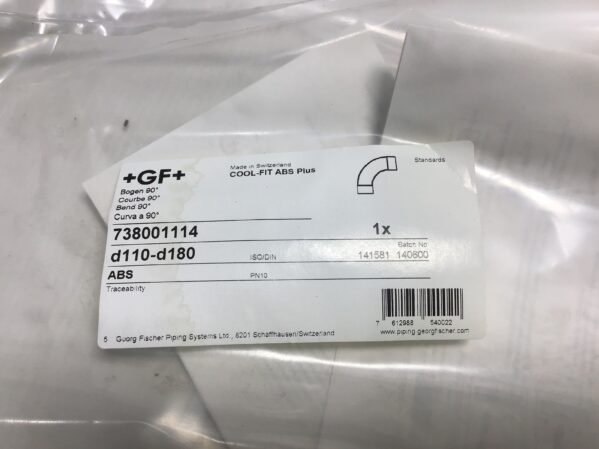 +GF+
Made in Switzerland
COOL-FIT ABS Plus
Standards
Bogen 90°
Courbe 90°
Bend 90°
Curva a 90°
738001114 1x
d110-d180 ISO/DIN
Batch No
141581 140600
ABS PN10
Traceability
7 612988 540022
5 Guorg Fischer Piping Systems Ltd., 8201 Schaffhausen/Switzerland
www.piping.georgfischer.com